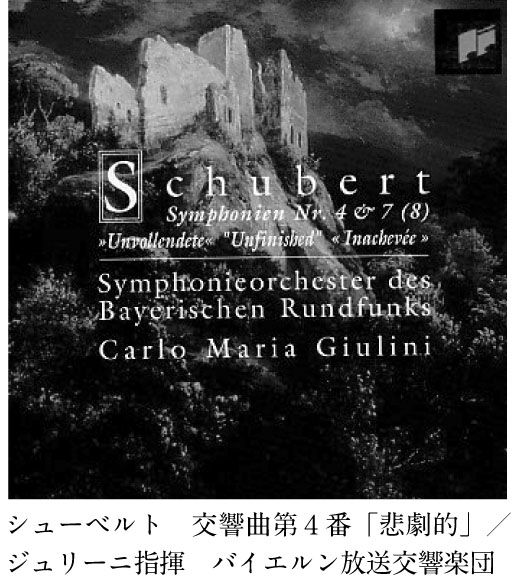 Schubert
Symphonien Nr. 4 & 7 (8)
»Unvollendete« "Unfinished" « Inachevée »
Symphonieorchester des
Bayerischen Rundfunks
Carlo Maria Giulini
シューベルト　交響曲第４番「悲劇的」／
ジュリーニ指揮　バイエルン放送交響楽団